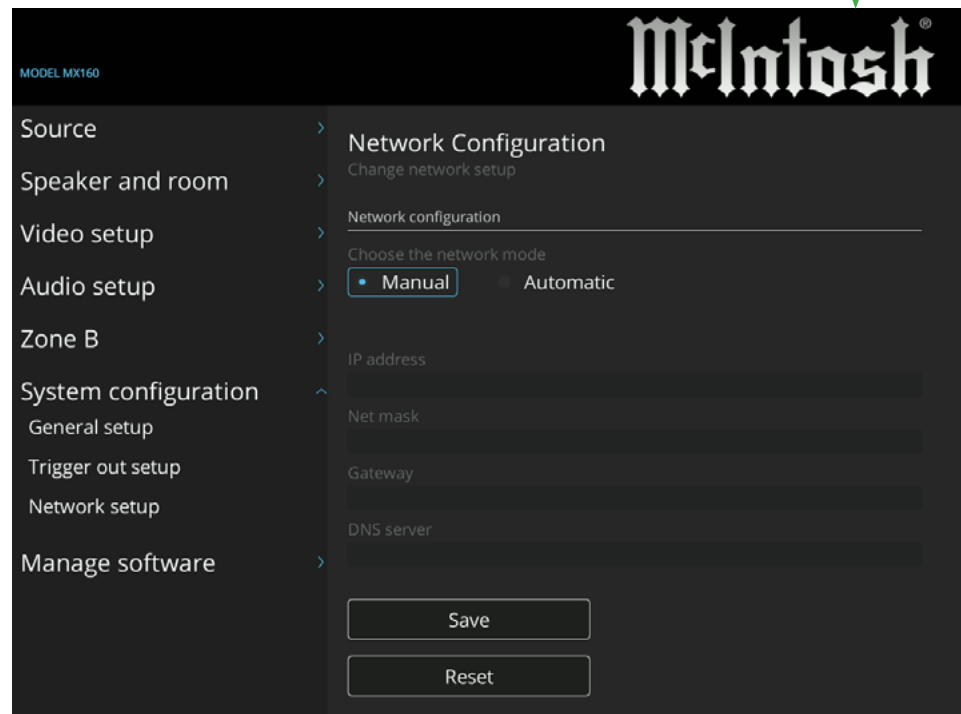 McIntosh®
MODEL MX160
Source
Speaker and room
Video setup
Audio setup
Zone B
System configuration
General setup
Trigger out setup
Network setup
Manage software
Network Configuration
Change network setup
Network configuration
Choose the network mode
Manual Automatic
IP address
Net mask
Gateway
DNS server
Save
Reset